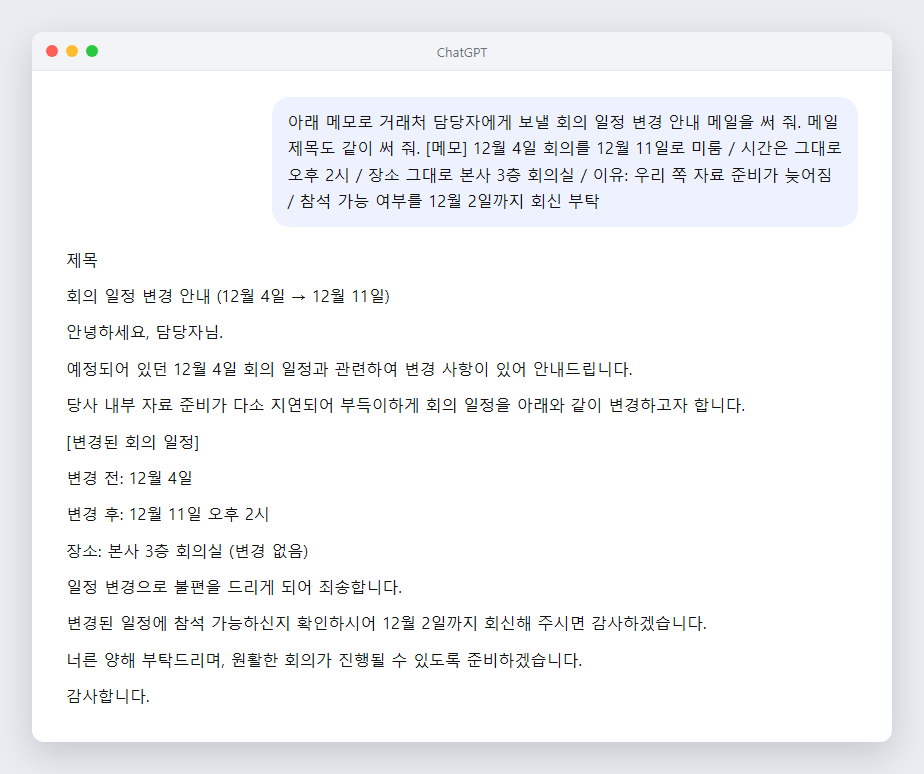 ChatGPT
아래 메모로 거래처 담당자에게 보낼 회의 일정 변경 안내 메일을 써 줘. 메일
제목도 같이 써 줘. [메모] 12월 4일 회의를 12월 11일로 미룸 / 시간은 그대로
오후 2시 / 장소 그대로 본사 3층 회의실 / 이유: 우리 쪽 자료 준비가 늦어짐
/ 참석 가능 여부를 12월 2일까지 회신 부탁
제목
회의 일정 변경 안내 (12월 4일 → 12월 11일)
안녕하세요, 담당자님.
예정되어 있던 12월 4일 회의 일정과 관련하여 변경 사항이 있어 안내드립니다.
당사 내부 자료 준비가 다소 지연되어 부득이하게 회의 일정을 아래와 같이 변경하고자 합니다.
[변경된 회의 일정]
변경 전: 12월 4일
변경 후: 12월 11일 오후 2시
장소: 본사 3층 회의실 (변경 없음)
일정 변경으로 불편을 드리게 되어 죄송합니다.
변경된 일정에 참석 가능하신지 확인하시어 12월 2일까지 회신해 주시면 감사하겠습니다.
너른 양해 부탁드리며, 원활한 회의가 진행될 수 있도록 준비하겠습니다.
감사합니다.